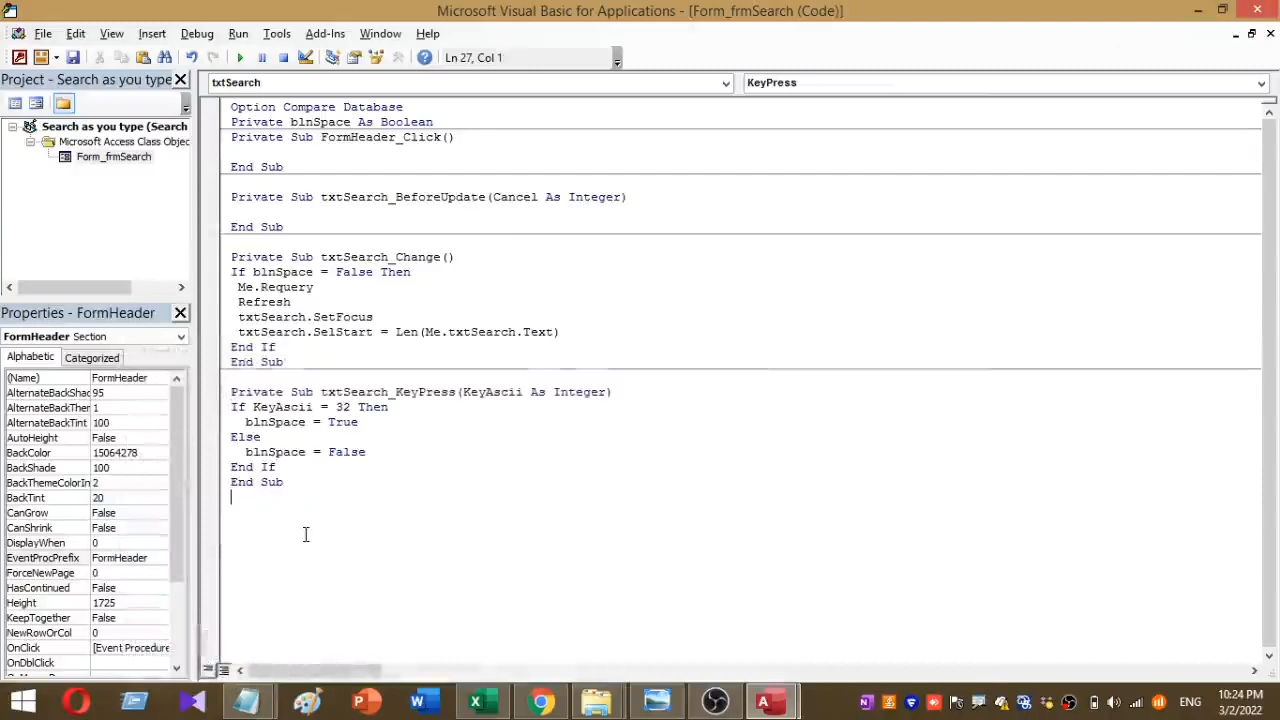 Microsoft Visual Basic for Applications - [Form_frmSearch (Code)]
File Edit View Insert Debug Run Tools Add-Ins Window Help
Ln 27, Col 1
Project - Search as you type
txtSearch
KeyPress
Search as you type (Search
Microsoft Access Class Objec
Form_frmSearch
Option Compare Database
Private blnSpace As Boolean
Private Sub FormHeader_Click()
End Sub
Private Sub txtSearch_BeforeUpdate(Cancel As Integer)
End Sub
Private Sub txtSearch_Change()
If blnSpace = False Then
Me.Requery
Refresh
txtSearch.SetFocus
txtSearch.SelStart = Len(Me.txtSearch.Text)
End If
End Sub
Private Sub txtSearch_KeyPress(KeyAscii As Integer)
If KeyAscii = 32 Then
blnSpace = True
Else
blnSpace = False
End If
End Sub
Properties - FormHeader
FormHeader Section
Alphabetic Categorized
(Name) FormHeader
AlternateBackShad 95
AlternateBackTher 1
AlternateBackTint 100
AutoHeight False
BackColor 15064278
BackShade 100
BackThemeColorIn 2
BackTint 20
CanGrow False
CanShrink False
DisplayWhen 0
EventProcPrefix FormHeader
ForceNewPage 0
HasContinued False
Height 1725
KeepTogether False
NewRowOrCol 0
OnClick [Event Procedure
OnDblClick
ENG
10:24 PM
3/2/2022